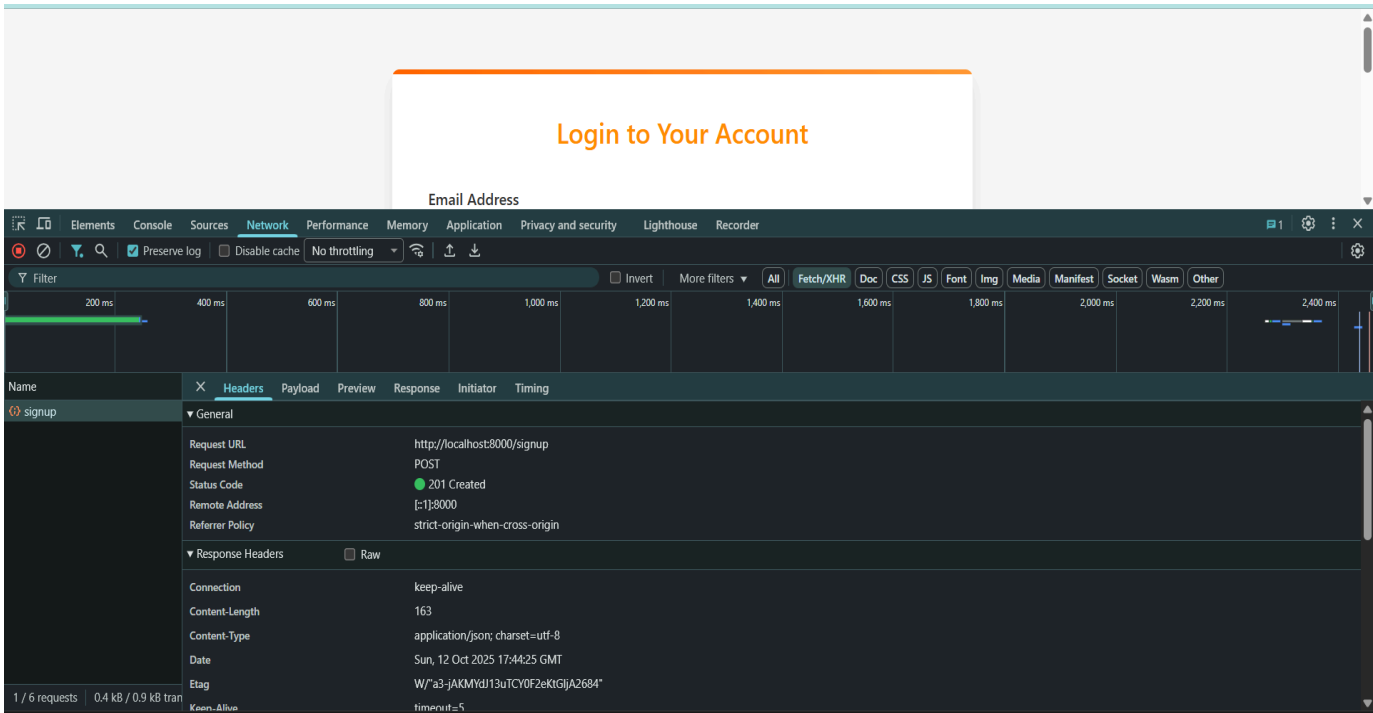 Login to Your Account
Email Address
Elements Console Sources Network Performance Memory Application Privacy and security Lighthouse Recorder 1
Preserve log Disable cache No throttling
Filter Invert More filters All Fetch/XHR Doc CSS JS Font Img Media Manifest Socket Wasm Other
200 ms 400 ms 600 ms 800 ms 1,000 ms 1,200 ms 1,400 ms 1,600 ms 1,800 ms 2,000 ms 2,200 ms 2,400 ms
Name Headers Payload Preview Response Initiator Timing
signup General
Request URL http://localhost:8000/signup
Request Method POST
Status Code 201 Created
Remote Address [::1]:8000
Referrer Policy strict-origin-when-cross-origin
Response Headers Raw
Connection keep-alive
Content-Length 163
Content-Type application/json; charset=utf-8
Date Sun, 12 Oct 2025 17:44:25 GMT
Etag W/"a3-jAKMYdJ13uTCY0F2eKtGIjA2684"
1 / 6 requests 0.4 kB / 0.9 kB tran
Keep-Alive timeout=5